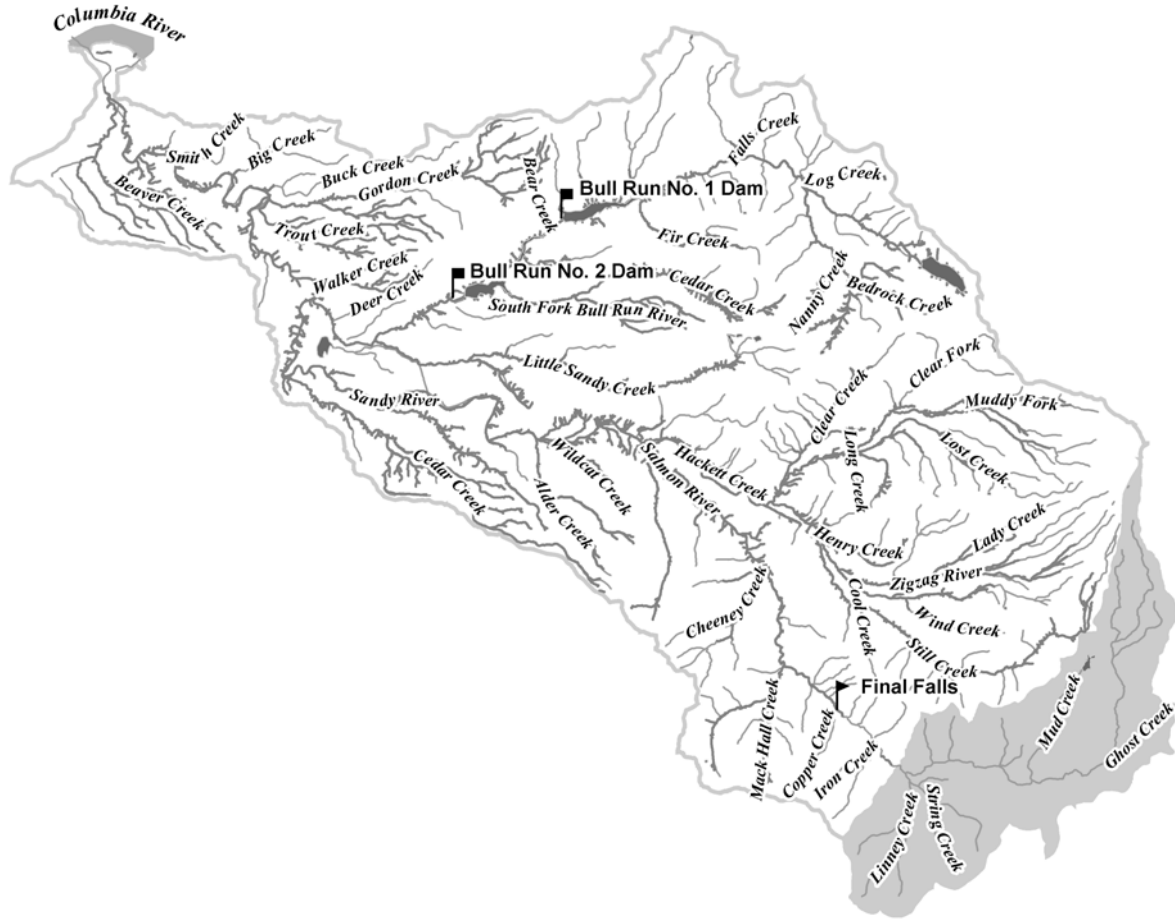 Columbia River
Smith Creek
Big Creek
Beaver Creek
Buck Creek
Gordon Creek
Bear Creek
Falls Creek
Log Creek
Bull Run No. 1 Dam
Trout Creek
Fir Creek
Walker Creek
Bull Run No. 2 Dam
Cedar Creek
Nanny Creek
Bedrock Creek
Deer Creek
South Fork Bull Run River
Little Sandy Creek
Clear Fork
Sandy River
Clear Creek
Muddy Fork
Cedar Creek
Alder Creek
Wildcat Creek
Salmon River
Hackett Creek
Long Creek
Lost Creek
Henry Creek
Lady Creek
Zigzag River
Cheeney Creek
Cool Creek
Wind Creek
Still Creek
Final Falls
Mack Hall Creek
Copper Creek
Iron Creek
Mud Creek
Ghost Creek
Linney Creek
String Creek